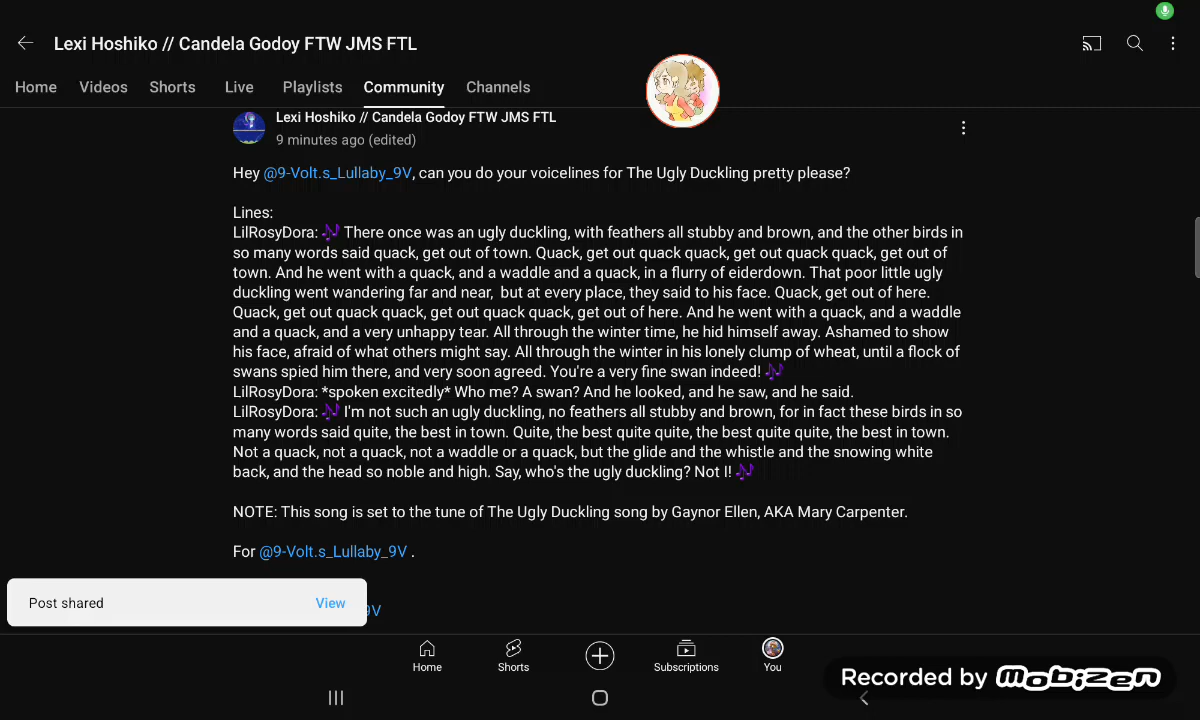 Lexi Hoshiko // Candela Godoy FTW JMS FTL
Home Videos Shorts Live Playlists Community Channels
Lexi Hoshiko // Candela Godoy FTW JMS FTL
9 minutes ago (edited)
Hey @9-Volt.s_Lullaby_9V, can you do your voicelines for The Ugly Duckling pretty please?
Lines:
LilRosyDora: 🎶 There once was an ugly duckling, with feathers all stubby and brown, and the other birds in
so many words said quack, get out of town. Quack, get out quack quack, get out quack quack, get out of
town. And he went with a quack, and a waddle and a quack, in a flurry of eiderdown. That poor little ugly
duckling went wandering far and near,  but at every place, they said to his face. Quack, get out of here.
Quack, get out quack quack, get out quack quack, get out of here. And he went with a quack, and a waddle
and a quack, and a very unhappy tear. All through the winter time, he hid himself away. Ashamed to show
his face, afraid of what others might say. All through the winter in his lonely clump of wheat, until a flock of
swans spied him there, and very soon agreed. You're a very fine swan indeed! 🎶
LilRosyDora: *spoken excitedly* Who me? A swan? And he looked, and he saw, and he said.
LilRosyDora: 🎶 I'm not such an ugly duckling, no feathers all stubby and brown, for in fact these birds in so
many words said quite, the best in town. Quite, the best quite quite, the best quite quite, the best in town.
Not a quack, not a quack, not a waddle or a quack, but the glide and the whistle and the snowing white
back, and the head so noble and high. Say, who's the ugly duckling? Not I! 🎶
NOTE: This song is set to the tune of The Ugly Duckling song by Gaynor Ellen, AKA Mary Carpenter.
For @9-Volt.s_Lullaby_9V .
Post shared View
9V
Home Shorts Subscriptions You
Recorded by mobizen